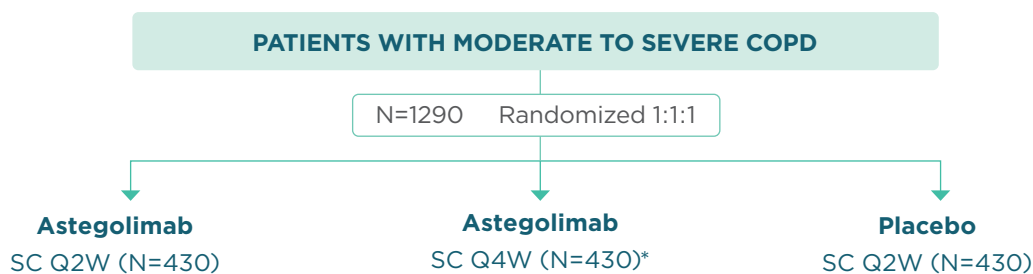 PATIENTS WITH MODERATE TO SEVERE COPD
N=1290 Randomized 1:1:1
Astegolimab
SC Q2W (N=430)
Astegolimab
SC Q4W (N=430)*
Placebo
SC Q2W (N=430)